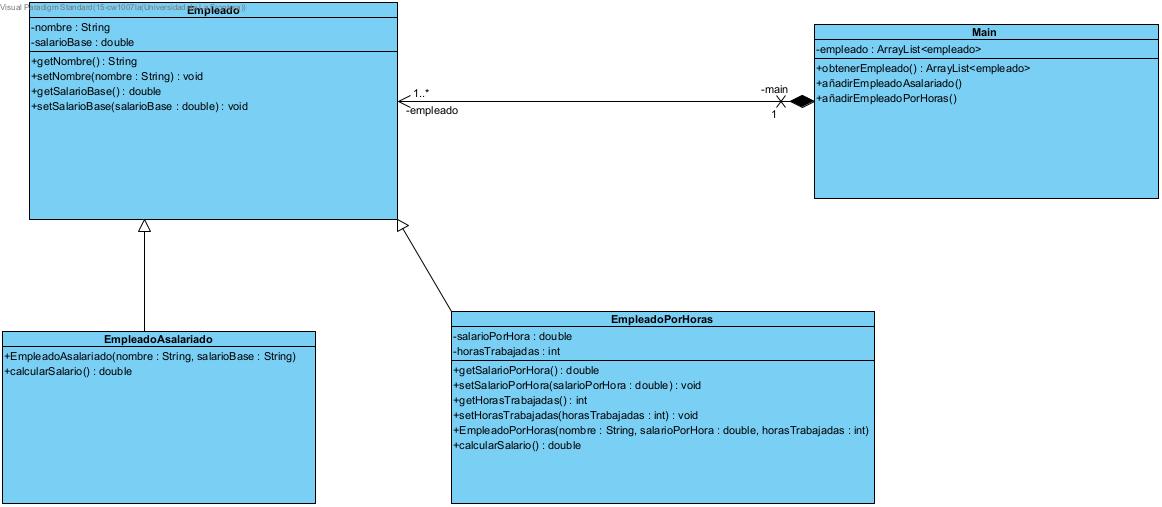 Visual Paradigm Standard(15-cw1007la(Universidad
Empleado
-nombre : String
-salarioBase : double
+getNombre() : String
+setNombre(nombre : String) : void
+getSalarioBase() : double
+setSalarioBase(salarioBase : double) : void
1..*
-empleado
-main
1
Main
-empleado : ArrayList<empleado>
+obtenerEmpleado() : ArrayList<empleado>
+añadirEmpleadoAsalariado()
+añadirEmpleadoPorHoras()
EmpleadoAsalariado
+EmpleadoAsalariado(nombre : String, salarioBase : String)
+calcularSalario() : double
EmpleadoPorHoras
-salarioPorHora : double
-horasTrabajadas : int
+getSalarioPorHora() : double
+setSalarioPorHora(salarioPorHora : double) : void
+getHorasTrabajadas() : int
+setHorasTrabajadas(horasTrabajadas : int) : void
+EmpleadoPorHoras(nombre : String, salarioPorHora : double, horasTrabajadas : int)
+calcularSalario() : double